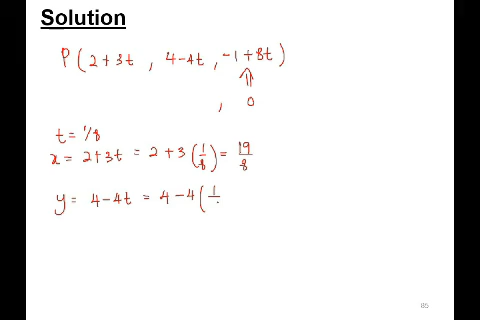 Solution
P(2+3t, 4-4t, -1+8t)
⇑
, 0
t = 1/8
x = 2+3t = 2+3(1/8) = 19/8
y = 4-4t = 4-4(1/
85